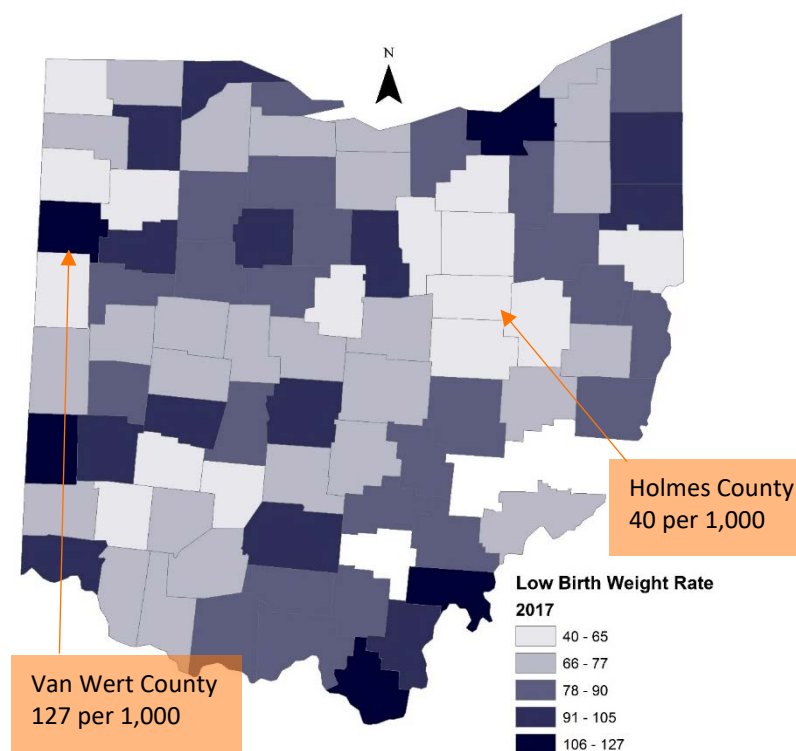 N
Holmes County
40 per 1,000
Low Birth Weight Rate
2017
40 - 65
66 - 77
78 - 90
91 - 105
106 - 127
Van Wert County
127 per 1,000